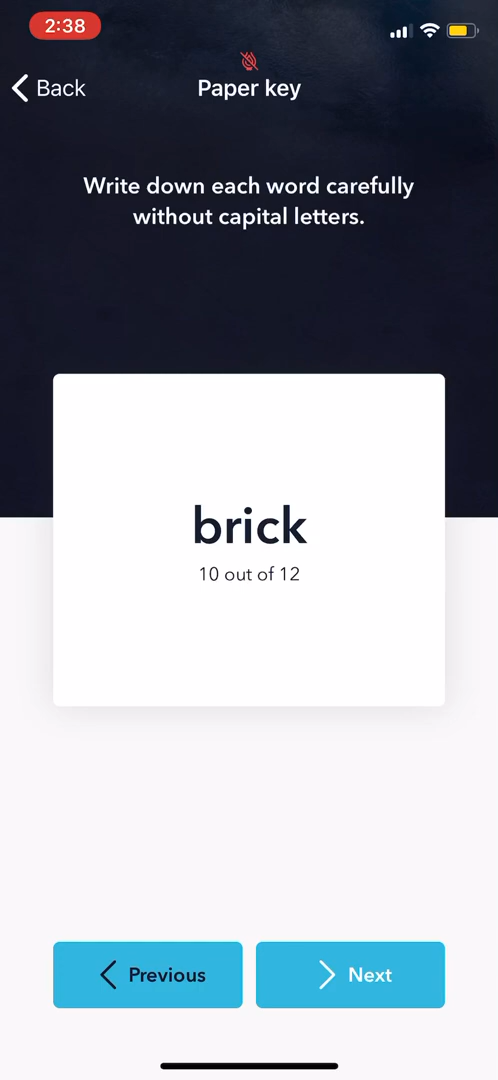 2:38
Back
Paper key
Write down each word carefully
without capital letters.
brick
10 out of 12
Previous
Next